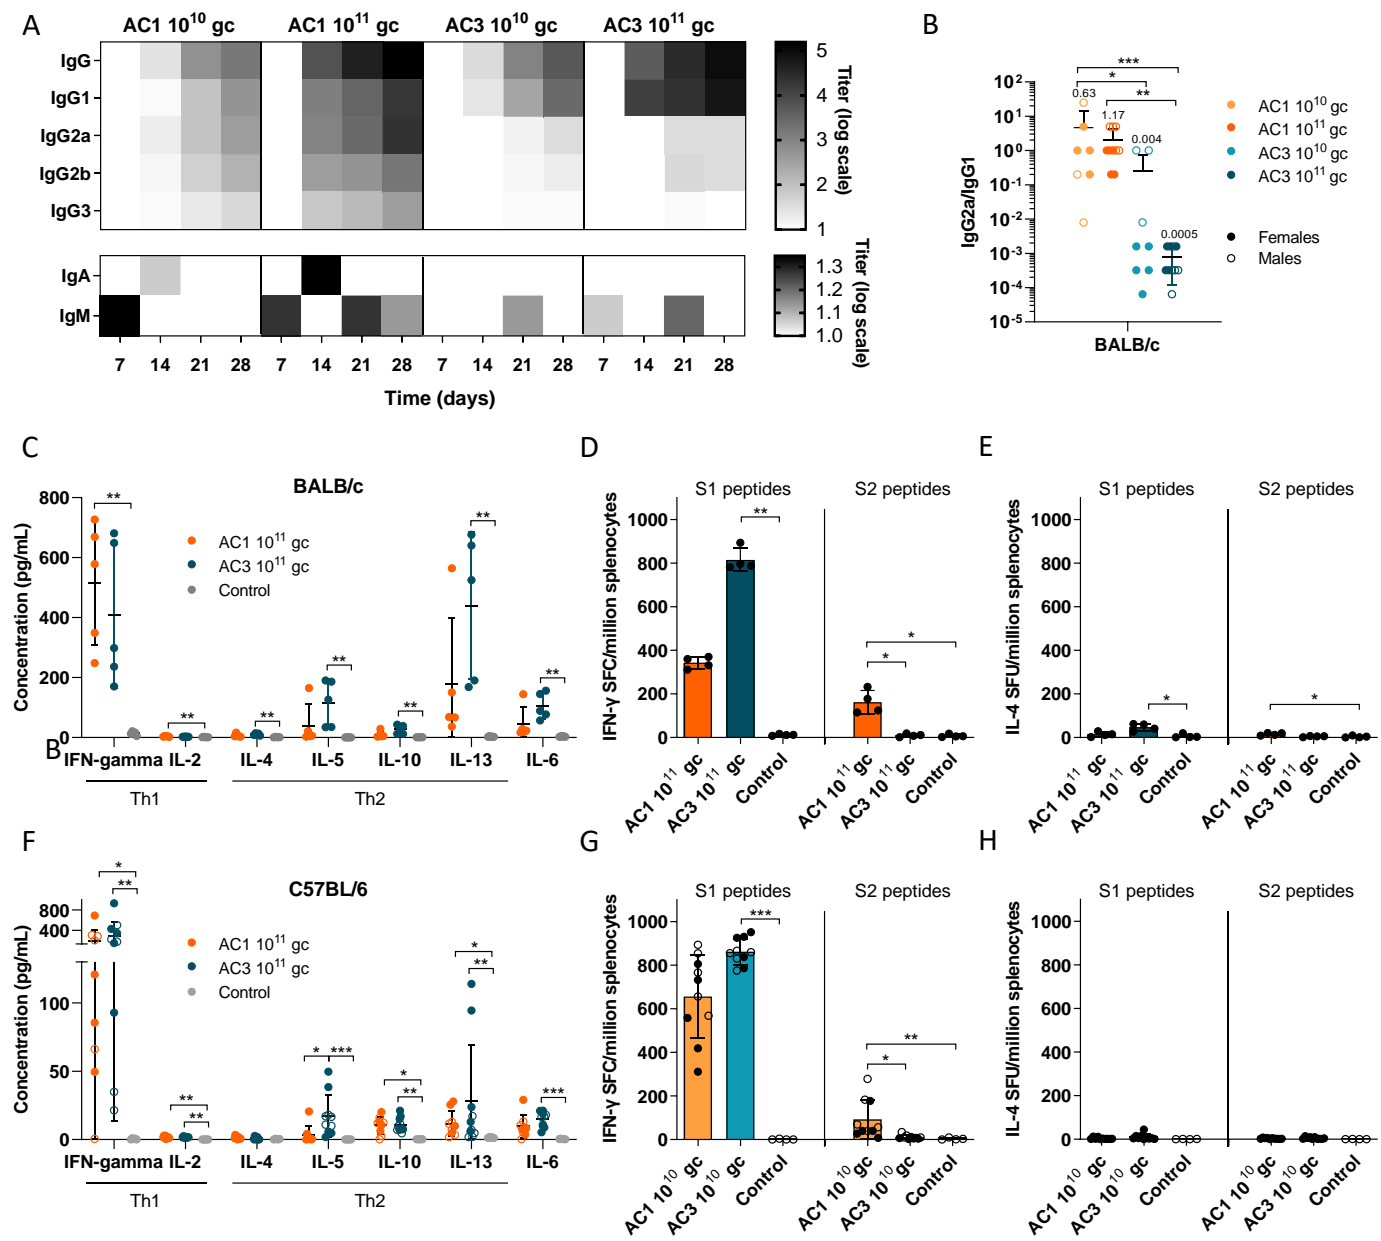 A
AC1 10¹⁰ gc AC1 10¹¹ gc AC3 10¹⁰ gc AC3 10¹¹ gc
IgG
IgG1
IgG2a
IgG2b
IgG3
5
4
3
2
1
Titer (log scale)
IgA
IgM
1.3
1.2
1.1
1.0
Titer (log scale)
7 14 21 28 7 14 21 28 7 14 21 28 7 14 21 28
Time (days)
B
IgG2a/IgG1
10²
10¹
10⁰
10⁻¹
10⁻²
10⁻³
10⁻⁴
10⁻⁵
***
*
**
0.63
1.17
0.004
0.0005
BALB/c
AC1 10¹⁰ gc
AC1 10¹¹ gc
AC3 10¹⁰ gc
AC3 10¹¹ gc
Females
Males
C
BALB/c
Concentration (pg/mL)
800
600
400
200
0
AC1 10¹¹ gc
AC3 10¹¹ gc
Control
** ** ** ** ** ** **
B
IFN-gamma IL-2 IL-4 IL-5 IL-10 IL-13 IL-6
Th1 Th2
D
S1 peptides S2 peptides
IFN-γ SFC/million splenocytes
1000
800
600
400
200
0
**
*
*
AC1 10¹¹ gc AC3 10¹¹ gc Control AC1 10¹¹ gc AC3 10¹¹ gc Control
E
S1 peptides S2 peptides
IL-4 SFU/million splenocytes
1000
800
600
400
200
0
* *
AC1 10¹¹ gc AC3 10¹¹ gc Control AC1 10¹¹ gc AC3 10¹¹ gc Control
F
C57BL/6
Concentration (pg/mL)
800
400
100
50
0
AC1 10¹¹ gc
AC3 10¹¹ gc
Control
*
**
**
**
* ***
*
**
*
**
***
IFN-gamma IL-2 IL-4 IL-5 IL-10 IL-13 IL-6
Th1 Th2
G
S1 peptides S2 peptides
IFN-γ SFC/million splenocytes
1000
800
600
400
200
0
***
**
*
AC1 10¹⁰ gc AC3 10¹⁰ gc Control AC1 10¹⁰ gc AC3 10¹⁰ gc Control
H
S1 peptides S2 peptides
IL-4 SFU/million splenocytes
1000
800
600
400
200
0
AC1 10¹⁰ gc AC3 10¹⁰ gc Control AC1 10¹⁰ gc AC3 10¹⁰ gc Control